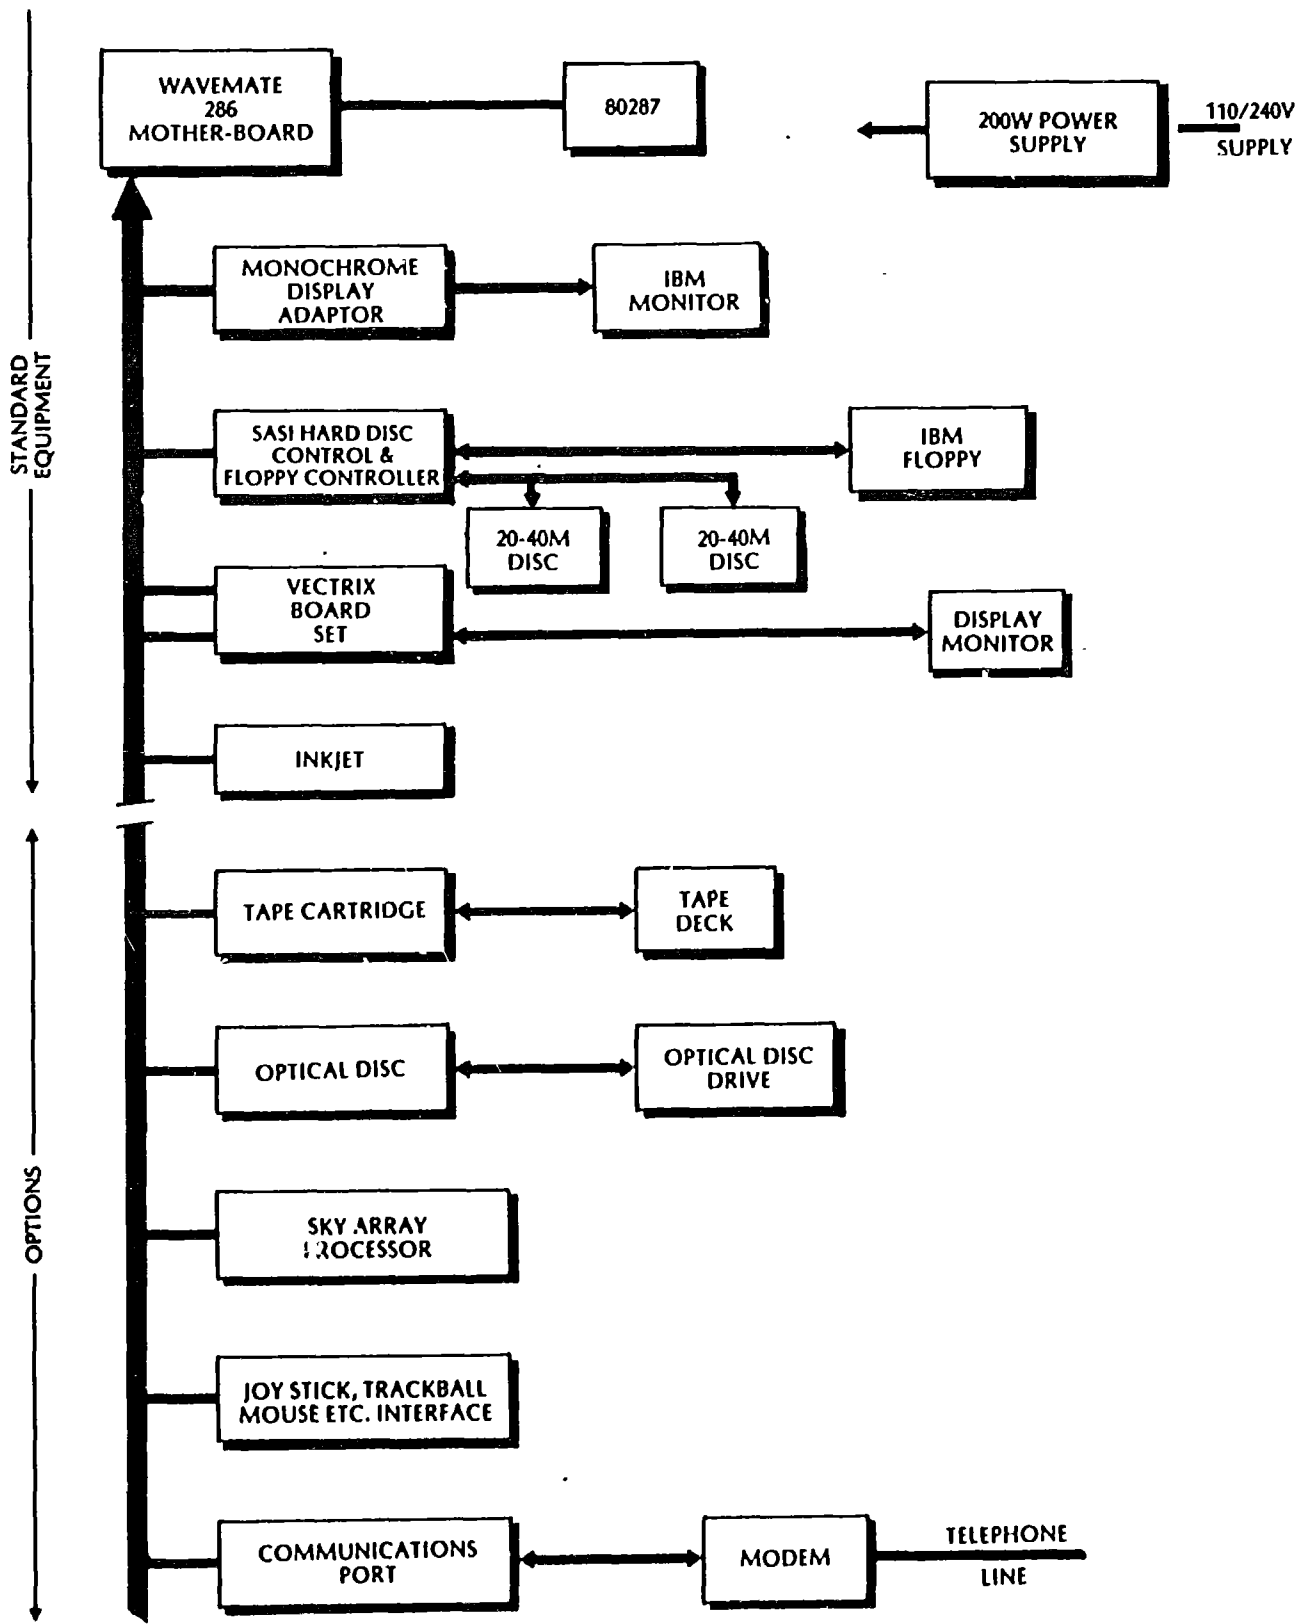 WAVEMATE
286
MOTHER-BOARD
80287
200W POWER
SUPPLY
110/240V
SUPPLY
MONOCHROME
DISPLAY
ADAPTOR
IBM
MONITOR
STANDARD
EQUIPMENT
SASI HARD DISC
CONTROL &
FLOPPY CONTROLLER
IBM
FLOPPY
20-40M
DISC
20-40M
DISC
VECTRIX
BOARD
SET
DISPLAY
MONITOR
INKJET
TAPE CARTRIDGE
TAPE
DECK
OPTICAL DISC
OPTICAL DISC
DRIVE
OPTIONS
SKY ARRAY
PROCESSOR
JOY STICK, TRACKBALL
MOUSE ETC. INTERFACE
COMMUNICATIONS
PORT
MODEM
TELEPHONE
LINE